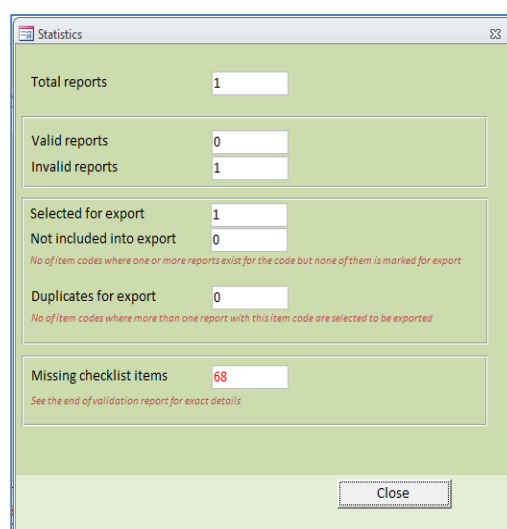 Statistics
Total reports 1
Valid reports 0
Invalid reports 1
Selected for export 1
Not included into export 0
No of item codes where one or more reports exist for the code but none of them is marked for export
Duplicates for export 0
No of item codes where more than one report with this item code are selected to be exported
Missing checklist items 68
See the end of validation report for exact details
Close